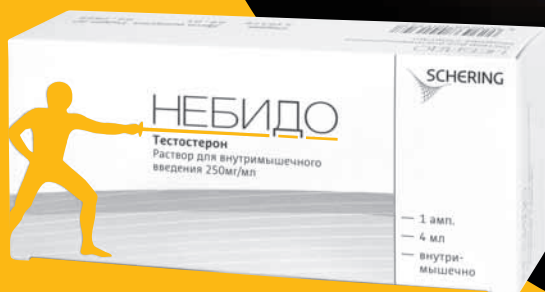 SCHERING
НЕБИДО
Тестостерон
Раствор для внутримышечного
введения 250мг/мл
— 1 амп.
— 4 мл
— внутри-
мышечно